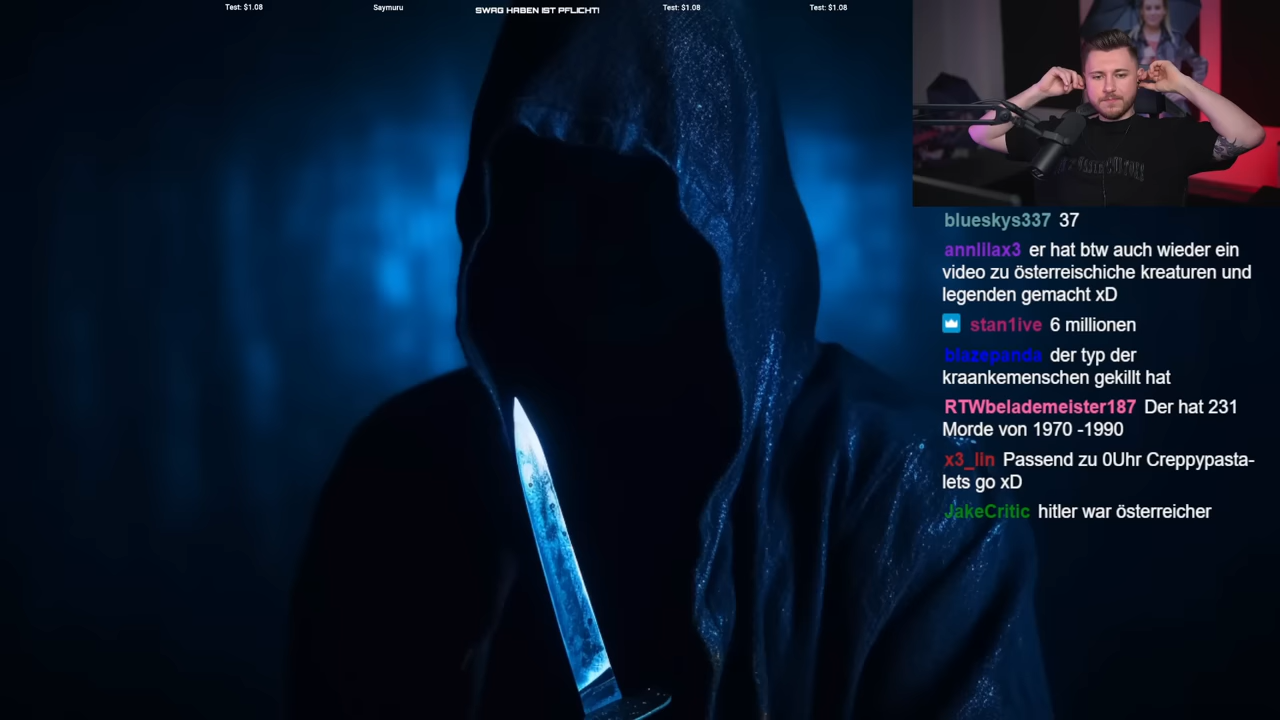 Test: $1.08
Saymuru
SWAG HABEN IST PFLICHT!
Test: $1.08
Test: $1.08
blueskys337 37
annlllax3 er hat btw auch wieder ein
video zu österreischiche kreaturen und
legenden gemacht xD
stan1ive 6 millionen
blazepanda der typ der
kraankemenschen gekillt hat
RTWbelademeister187 Der hat 231
Morde von 1970 -1990
x3_lin Passend zu 0Uhr Creppypasta-
lets go xD
JakeCritic hitler war österreicher